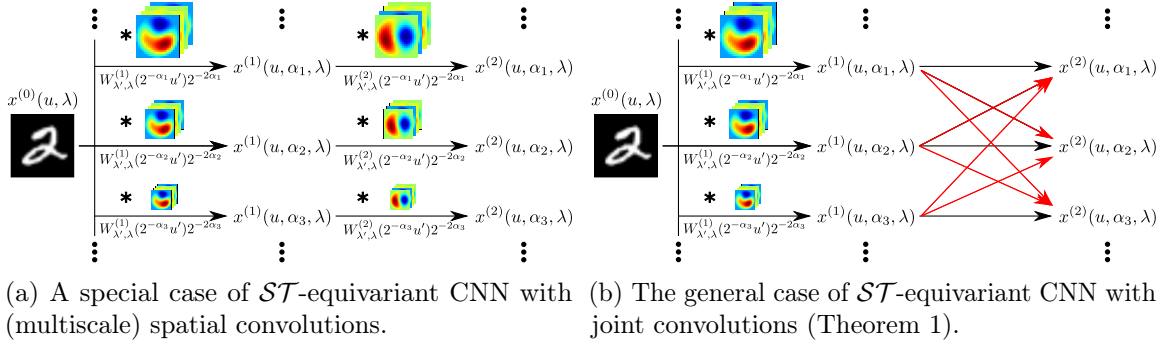 * *
W^{(1)}_{λ′,λ}(2^{-α_1}u′)2^{-2α_1} x^{(1)}(u, α_1, λ) W^{(2)}_{λ′,λ}(2^{-α_1}u′)2^{-2α_1} x^{(2)}(u, α_1, λ)
x^{(0)}(u, λ)
* *
W^{(1)}_{λ′,λ}(2^{-α_2}u′)2^{-2α_2} x^{(1)}(u, α_2, λ) W^{(2)}_{λ′,λ}(2^{-α_2}u′)2^{-2α_2} x^{(2)}(u, α_2, λ)
* *
W^{(1)}_{λ′,λ}(2^{-α_3}u′)2^{-2α_3} x^{(1)}(u, α_3, λ) W^{(2)}_{λ′,λ}(2^{-α_3}u′)2^{-2α_3} x^{(2)}(u, α_3, λ)
(a) A special case of 𝒮𝒯-equivariant CNN with
(multiscale) spatial convolutions.
*
W^{(1)}_{λ′,λ}(2^{-α_1}u′)2^{-2α_1} x^{(1)}(u, α_1, λ) x^{(2)}(u, α_1, λ)
x^{(0)}(u, λ)
*
W^{(1)}_{λ′,λ}(2^{-α_2}u′)2^{-2α_2} x^{(1)}(u, α_2, λ) x^{(2)}(u, α_2, λ)
*
W^{(1)}_{λ′,λ}(2^{-α_3}u′)2^{-2α_3} x^{(1)}(u, α_3, λ) x^{(2)}(u, α_3, λ)
(b) The general case of 𝒮𝒯-equivariant CNN with
joint convolutions (Theorem 1).